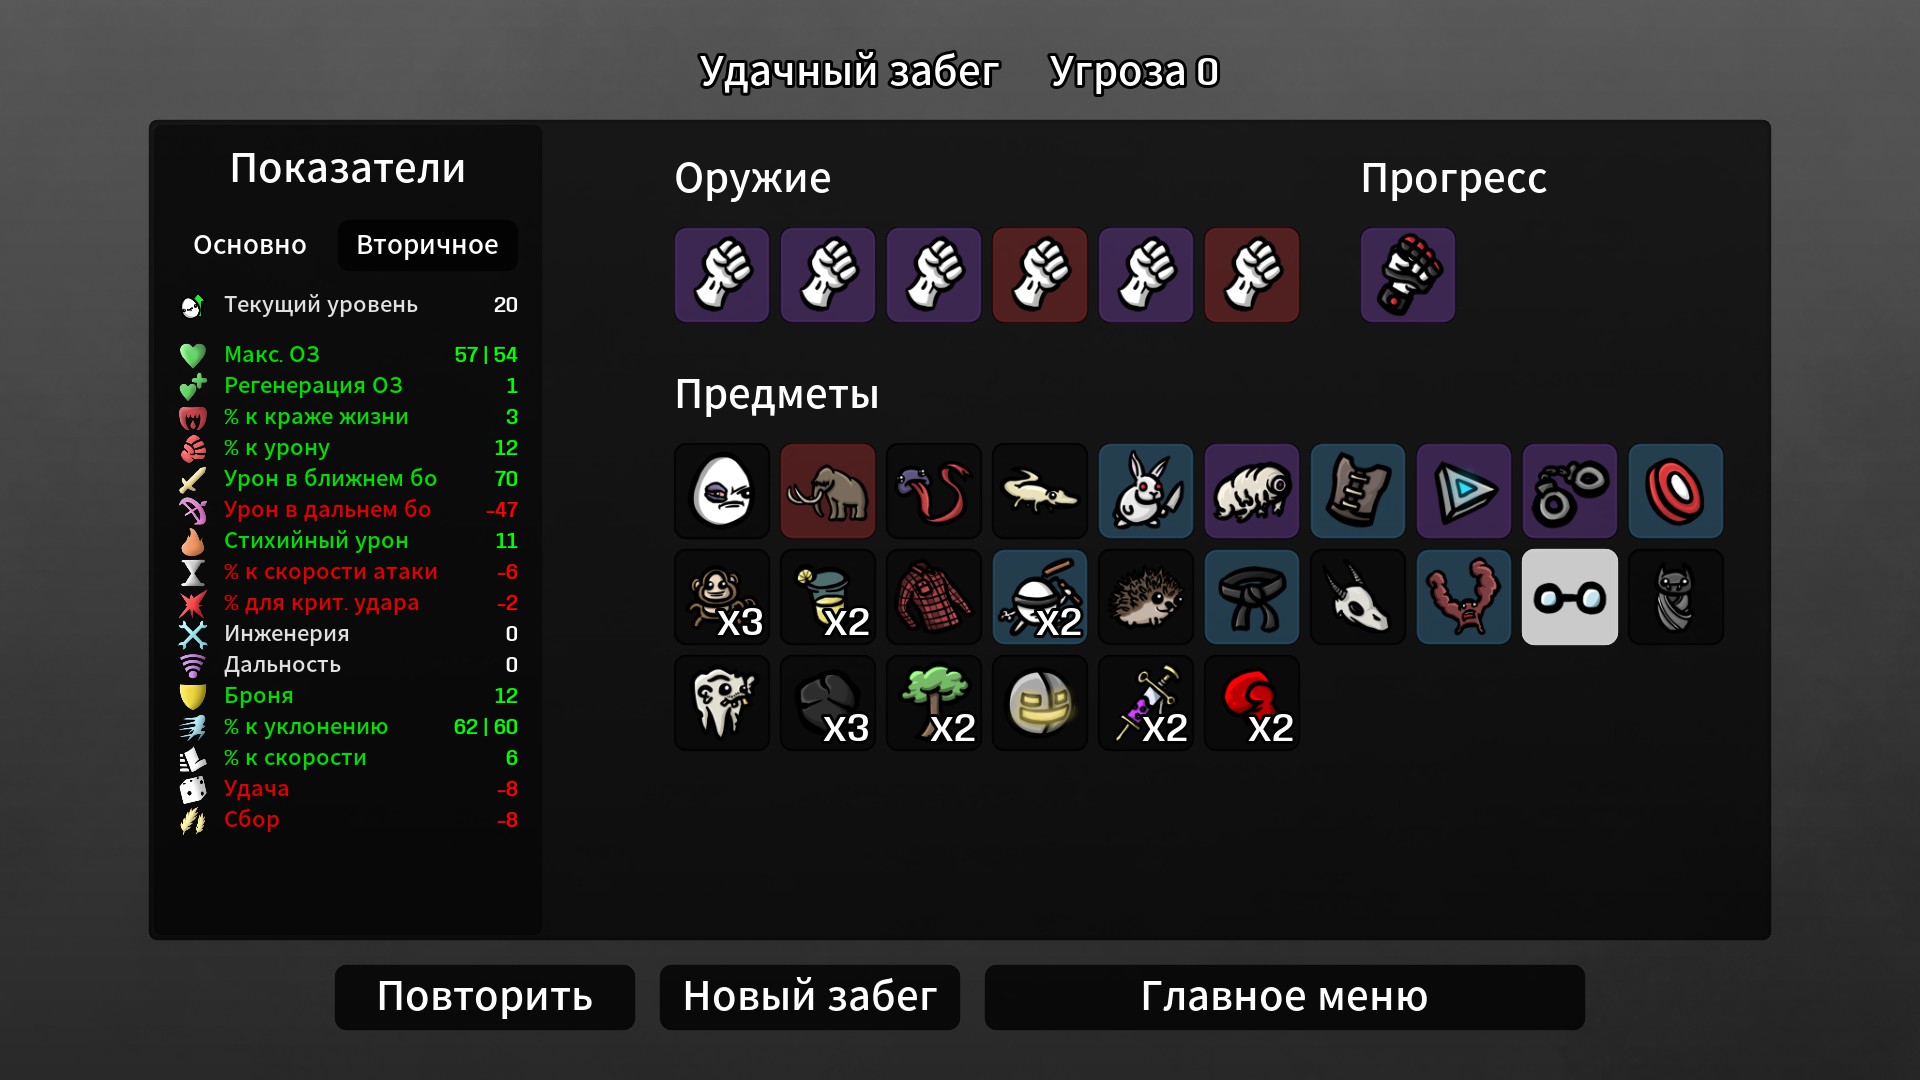 Удачный забег Угроза 0
Показатели
Основно Вторичное
Текущий уровень 20
Макс. ОЗ 57 | 54
Регенерация ОЗ 1
% к краже жизни 3
% к урону 12
Урон в ближнем бо 70
Урон в дальнем бо -47
Стихийный урон 11
% к скорости атаки -6
% для крит. удара -2
Инженерия 0
Дальность 0
Броня 12
% к уклонению 62 | 60
% к скорости 6
Удача -8
Сбор -8
Оружие
Прогресс
Предметы
X3 X2 X2
X3 X2 X2 X2
Повторить Новый забег Главное меню